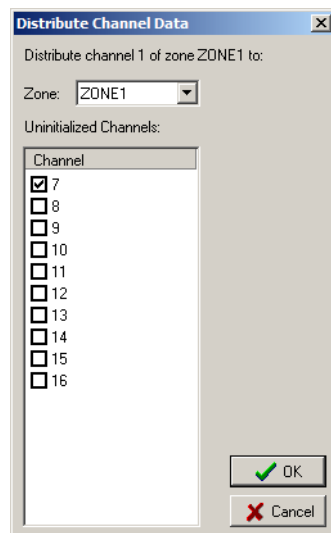 Distribute Channel Data
Distribute channel 1 of zone ZONE1 to:
Zone: ZONE1
Uninitialized Channels:
Channel
7
8
9
10
11
12
13
14
15
16
OK
Cancel